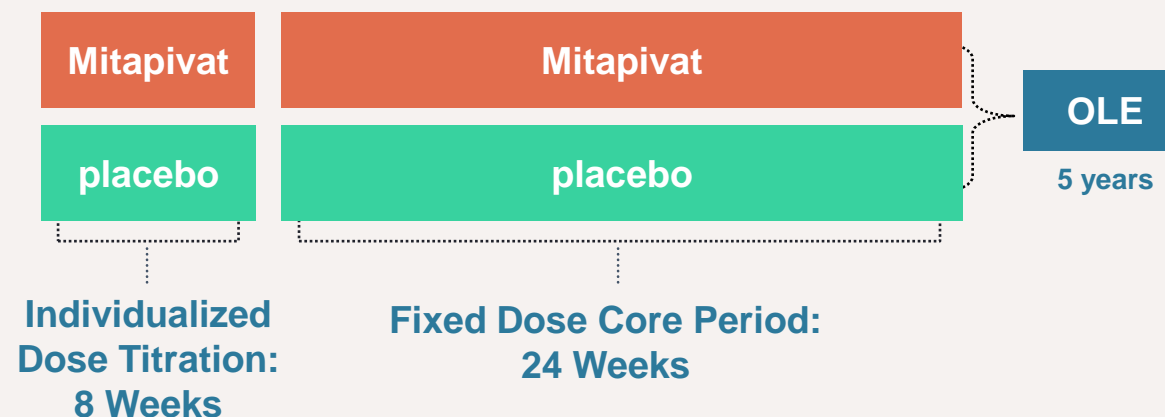 Mitapivat
Mitapivat
OLE
placebo
placebo
5 years
Individualized
Dose Titration:
8 Weeks
Fixed Dose Core Period:
24 Weeks